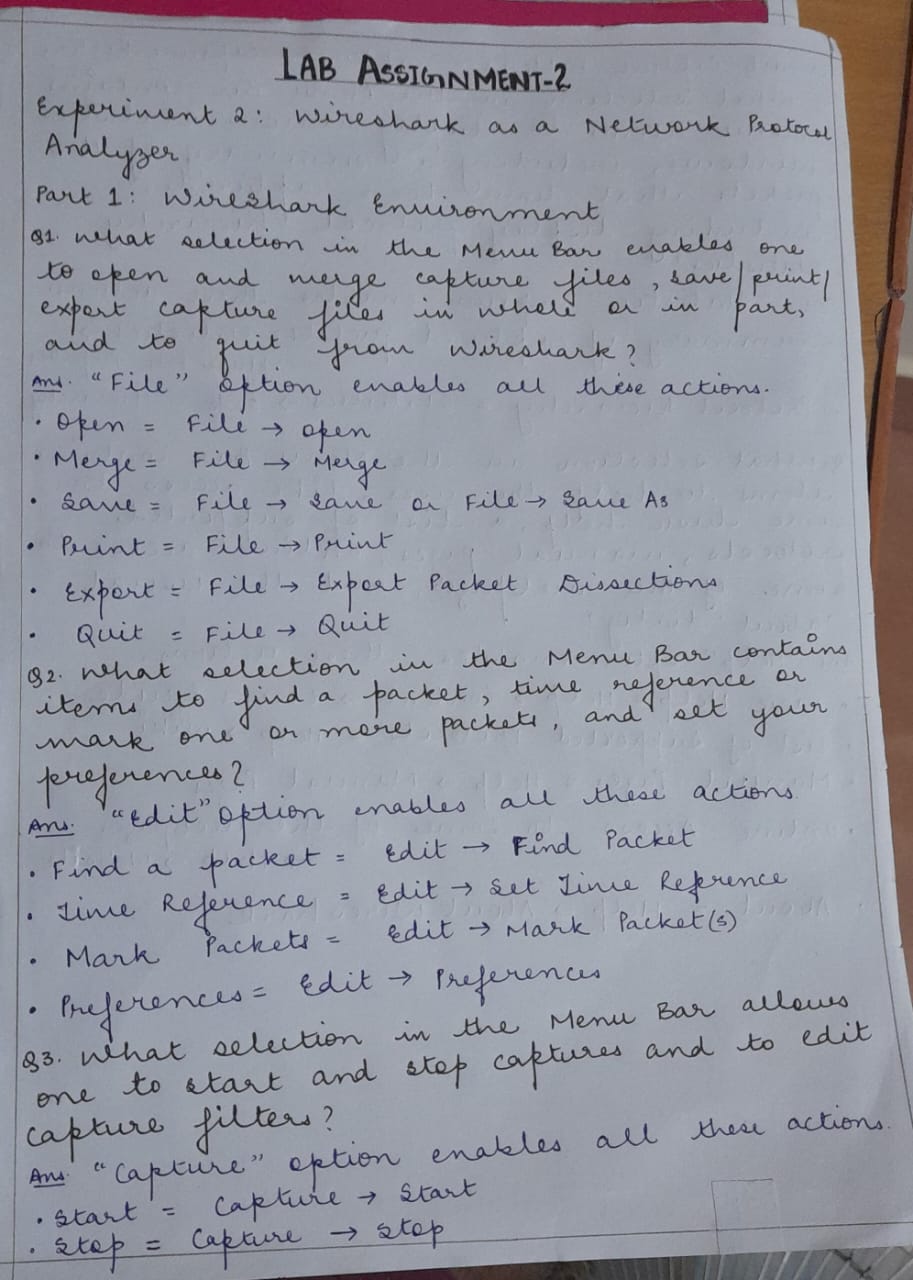 LAB ASSIGNMENT-2
Experiment 2: Wireshark as a Network Protocol
Analyzer
Part 1: Wireshark Environment
Q1. What selection in the Menu Bar enables one
to open and merge capture files, save/print/
export capture files in whole or in part,
and to quit from Wireshark?
Ans. "File" option enables all these actions.
• Open = File → open
• Merge = File → Merge
• Save = File → Save or File → Save As
• Print = File → Print
• Export = File → Export Packet Dissections
• Quit = File → Quit
Q2. What selection in the Menu Bar contains
items to find a packet, time reference or
mark one or more packets, and set your
preferences?
Ans. "Edit" option enables all these actions
• Find a packet = Edit → Find Packet
• Time Reference = Edit → Set Time Reference
• Mark Packets = Edit → Mark Packet(s)
• Preferences = Edit → Preferences
Q3. What selection in the Menu Bar allows
one to start and stop captures and to edit
capture filters?
Ans. "Capture" option enables all these actions.
• Start = Capture → Start
• Stop = Capture → Stop